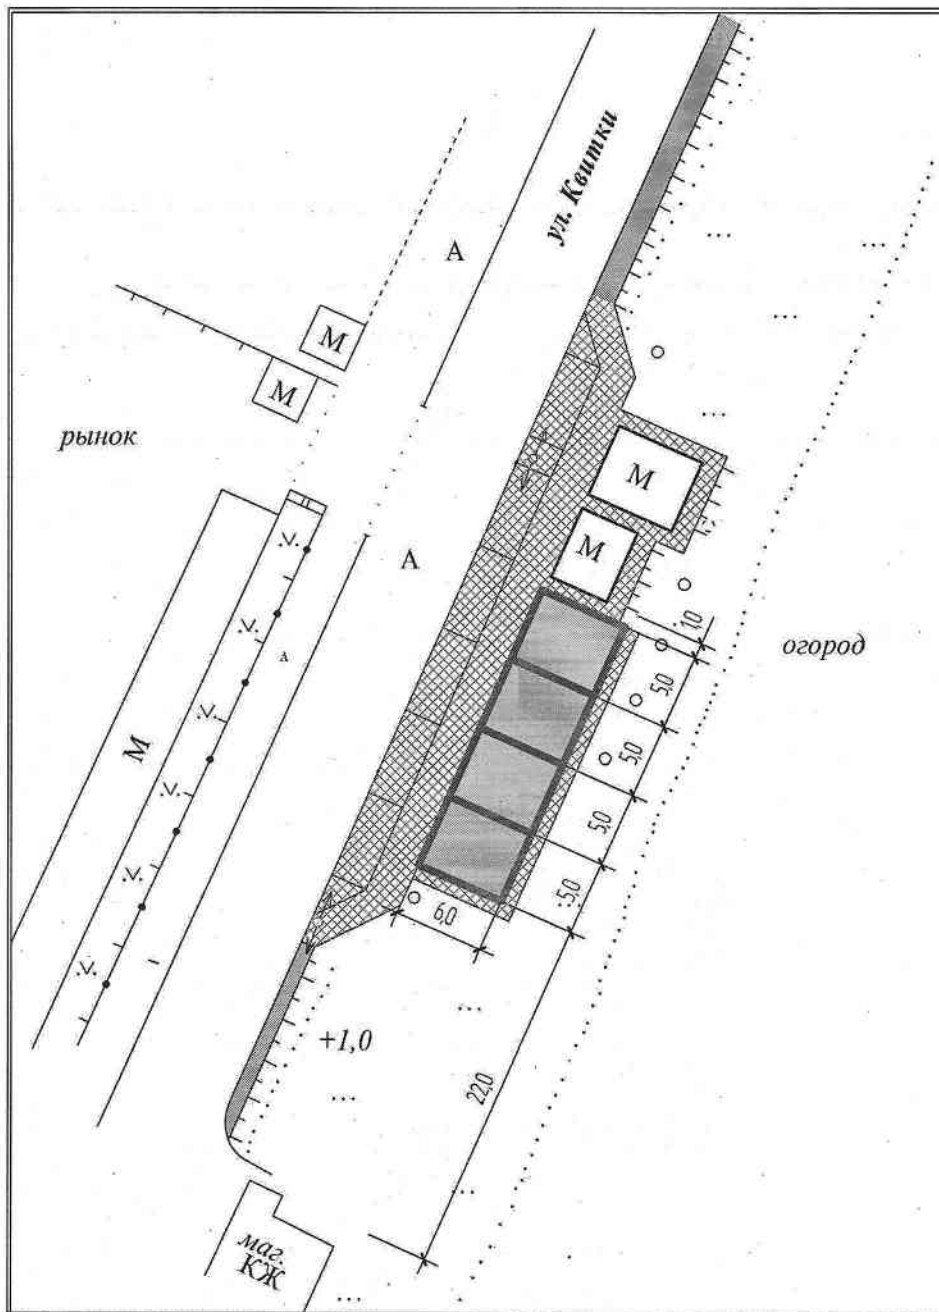 ул. Квитки
А
М
М
рынок
М
М
А
1,0
5,0
огород
А
М
5,0
5,0
5,0
6,0
+1,0
22,0
маг.
КЖ